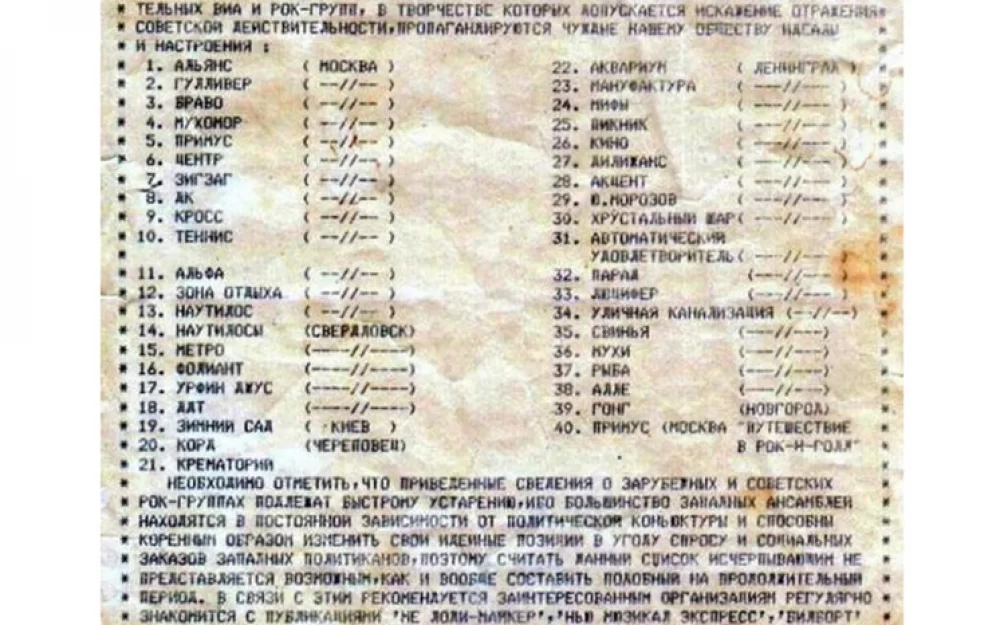 * ТЕЛЬНЫХ ВИА И РОК-ГРУПП, В ТВОРЧЕСТВЕ КОТОРЫХ ДОПУСКАЕТСЯ ИСКАЖЕНИЕ ОТРАЖЕНИЯ*
* СОВЕТСКОЙ ДЕЙСТВИТЕЛЬНОСТИ,ПРОПАГАНДИРУЮТСЯ ЧУЖДЫЕ НАШЕМУ ОБЩЕСТВУ ИДЕАЛЫ *
* И НАСТРОЕНИЯ : *
* 1. АЛЬЯНС ( МОСКВА ) 22. АКВАРИУМ ( ЛЕНИНГРАД ) *
* 2. ГУЛЛИВЕР ( --//-- ) 23. МАНУФАКТУРА ( ---//--- ) *
* 3. БРАВО ( --//-- ) 24. МИФЫ ( ---//--- ) *
* 4. МУХОМОР ( --//-- ) 25. ПИКНИК ( ---//--- ) *
* 5. ПРИМУС ( --//-- ) 26. КИНО ( ---//--- ) *
* 6. ЦЕНТР ( --//-- ) 27. ДИЛИЖАНС ( ---//--- ) *
* 7. ЗИГЗАГ ( --//-- ) 28. АКЦЕНТ ( ---//--- ) *
* 8. ДК ( --//-- ) 29. Ю.МОРОЗОВ ( ---//--- ) *
* 9. КРОСС ( --//-- ) 30. ХРУСТАЛЬНЫЙ ШАР( ---//--- ) *
* 10. ТЕННИС ( --//-- ) 31. АВТОМАТИЧЕСКИЙ *
* УДОВЛЕТВОРИТЕЛЬ( ---//--- ) *
* 11. АЛЬФА ( --//-- ) 32. ПАРАД ( ---//--- ) *
* 12. ЗОНА ОТДЫХА ( --//-- ) 33. ЛЮЦИФЕР ( ---//--- ) *
* 13. НАУТИЛОС ( --//-- ) 34. УЛИЧНАЯ КАНАЛИЗАЦИЯ (--//--) *
* 14. НАУТИЛОСЫ (СВЕРДЛОВСК) 35. СВИНЬЯ (---//---) *
* 15. МЕТРО (----//----) 36. МУХИ (---//---) *
* 16. ФОЛИАНТ (----//----) 37. РЫБА (---//---) *
* 17. УРФИН ДЖУС (----//----) 38. АЛЛЕ (---//---) *
* 18. ДДТ (----//----) 39. ГОНГ (НОВГОРОД) *
* 19. ЗИМНИЙ САД ( КИЕВ ) 40. ПРИМУС (МОСКВА "ПУТЕШЕСТВИЕ *
* 20. КОРД (ЧЕРЕПОВЕЦ) В РОК-Н-РОЛЛ" *
* 21. КРЕМАТОРИЙ *
* НЕОБХОДИМО ОТМЕТИТЬ,ЧТО ПРИВЕДЕННЫЕ СВЕДЕНИЯ О ЗАРУБЕЖНЫХ И СОВЕТСКИХ *
* РОК-ГРУППАХ ПОДЛЕЖАТ БЫСТРОМУ УСТАРЕНИЮ,ИБО БОЛЬШИНСТВО ЗАПАДНЫХ АНСАМБЛЕЙ *
* НАХОДЯТСЯ В ПОСТОЯННОЙ ЗАВИСИМОСТИ ОТ ПОЛИТИЧЕСКОЙ КОНЬЮКТУРЫ И СПОСОБНЫ *
* КОРЕННЫМ ОБРАЗОМ ИЗМЕНИТЬ СВОИ ИДЕЙНЫЕ ПОЗИЦИИ В УГОДУ СПРОСУ И СОЦИАЛЬНЫХ *
* ЗАКАЗОВ ЗАПАДНЫХ ПОЛИТИКАНОВ,ПОЭТОМУ СЧИТАТЬ ДАННЫЙ СПИСОК ИСЧЕРПЫВАЮЩИМ НЕ *
* ПРЕДСТАВЛЯЕТСЯ ВОЗМОЖНЫМ,КАК И ВООБЩЕ СОСТАВИТЬ ПОДОБНЫЙ НА ПРОДОЛЖИТЕЛЬНЫЙ *
* ПЕРИОД. В СВЯЗИ С ЭТИМ РЕКОМЕНДУЕТСЯ ЗАИНТЕРЕСОВАННЫМ ОРГАНИЗАЦИЯМ РЕГУЛЯРНО *
* ЗНАКОМИТСЯ С ПУБЛИКАЦИЯМИ 'МЕ ЛОДИ-МАЙКЕР','НЬЮ МЮЗИКАЛ ЭКСПРЕСС','БИЛБОРТ' *